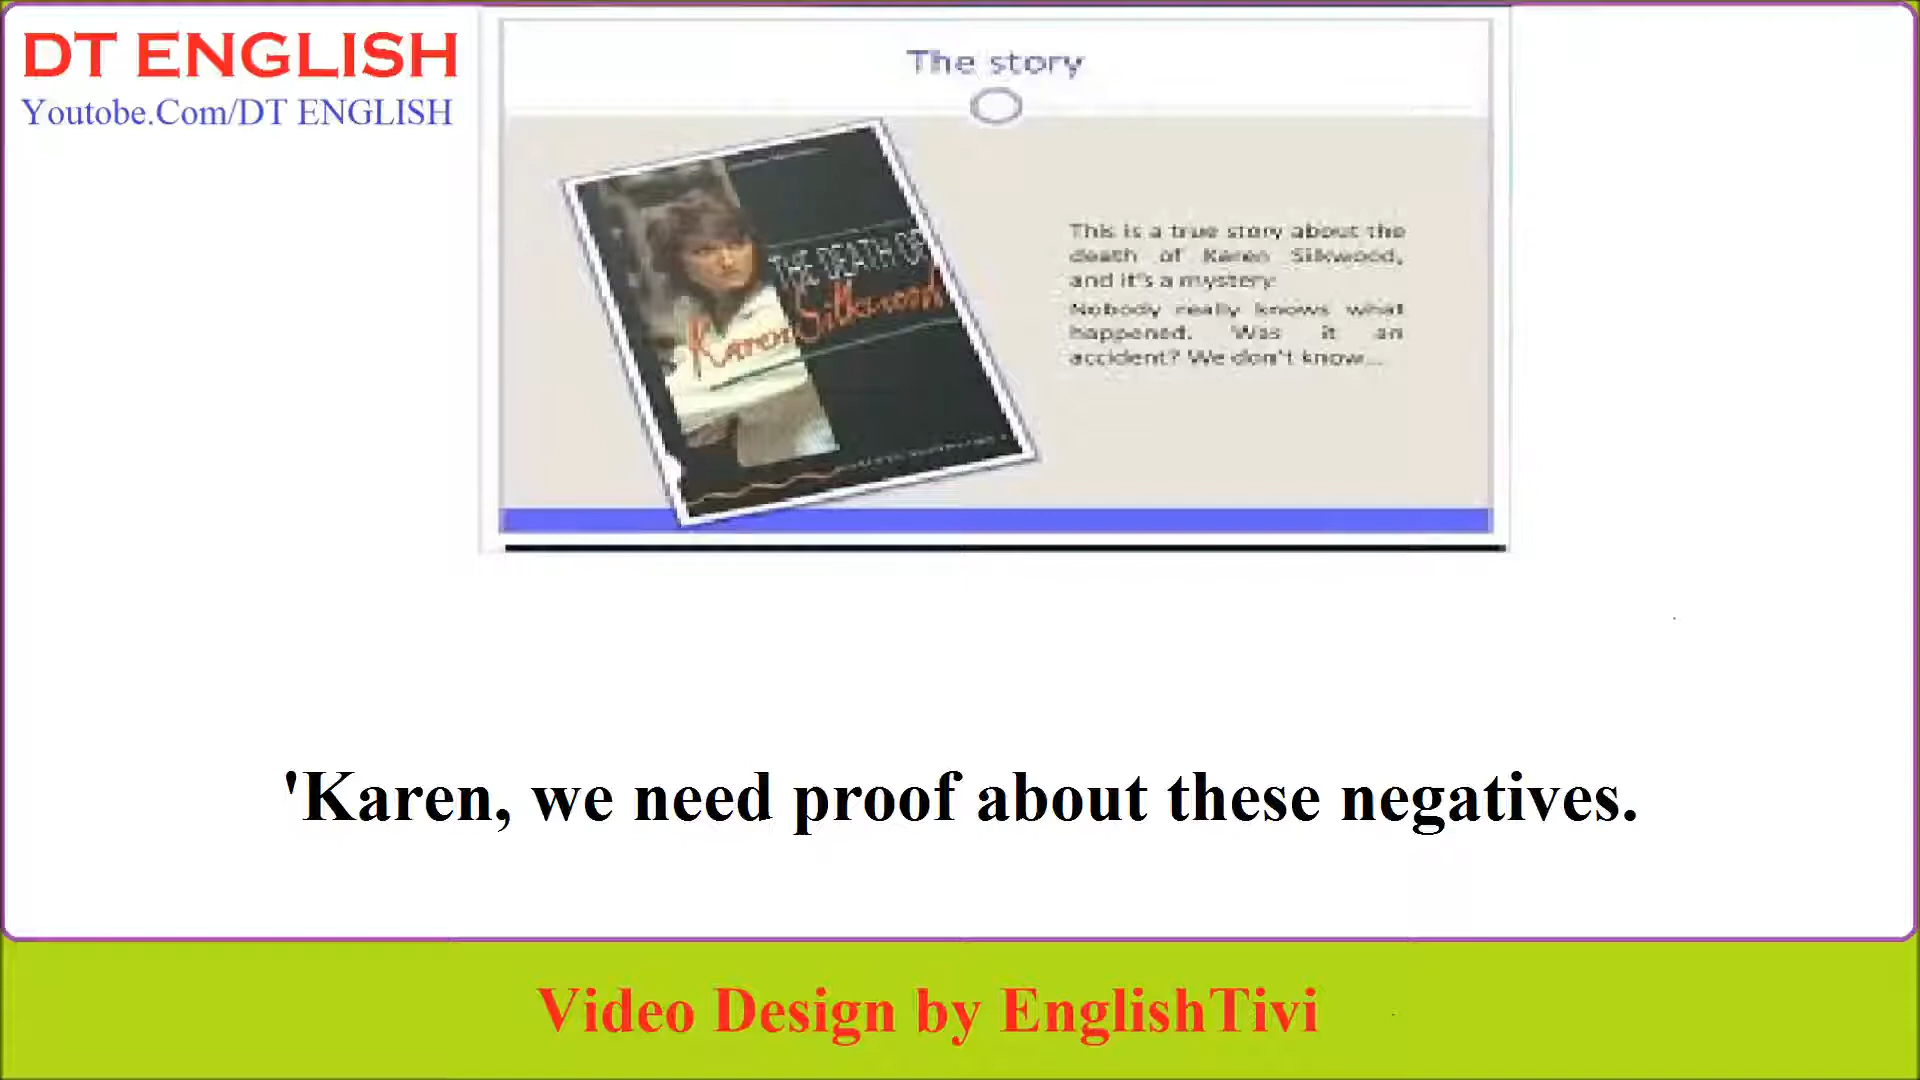 DT ENGLISH
Youtobe.Com/DT ENGLISH
The story
THE DEATH OF
Karen Silkwood
This is a true story about the
death of Karen Silkwood,
and it's a mystery
Nobody really knows what
happened. Was it an
accident? We don't know...
'Karen, we need proof about these negatives.
Video Design by EnglishTivi